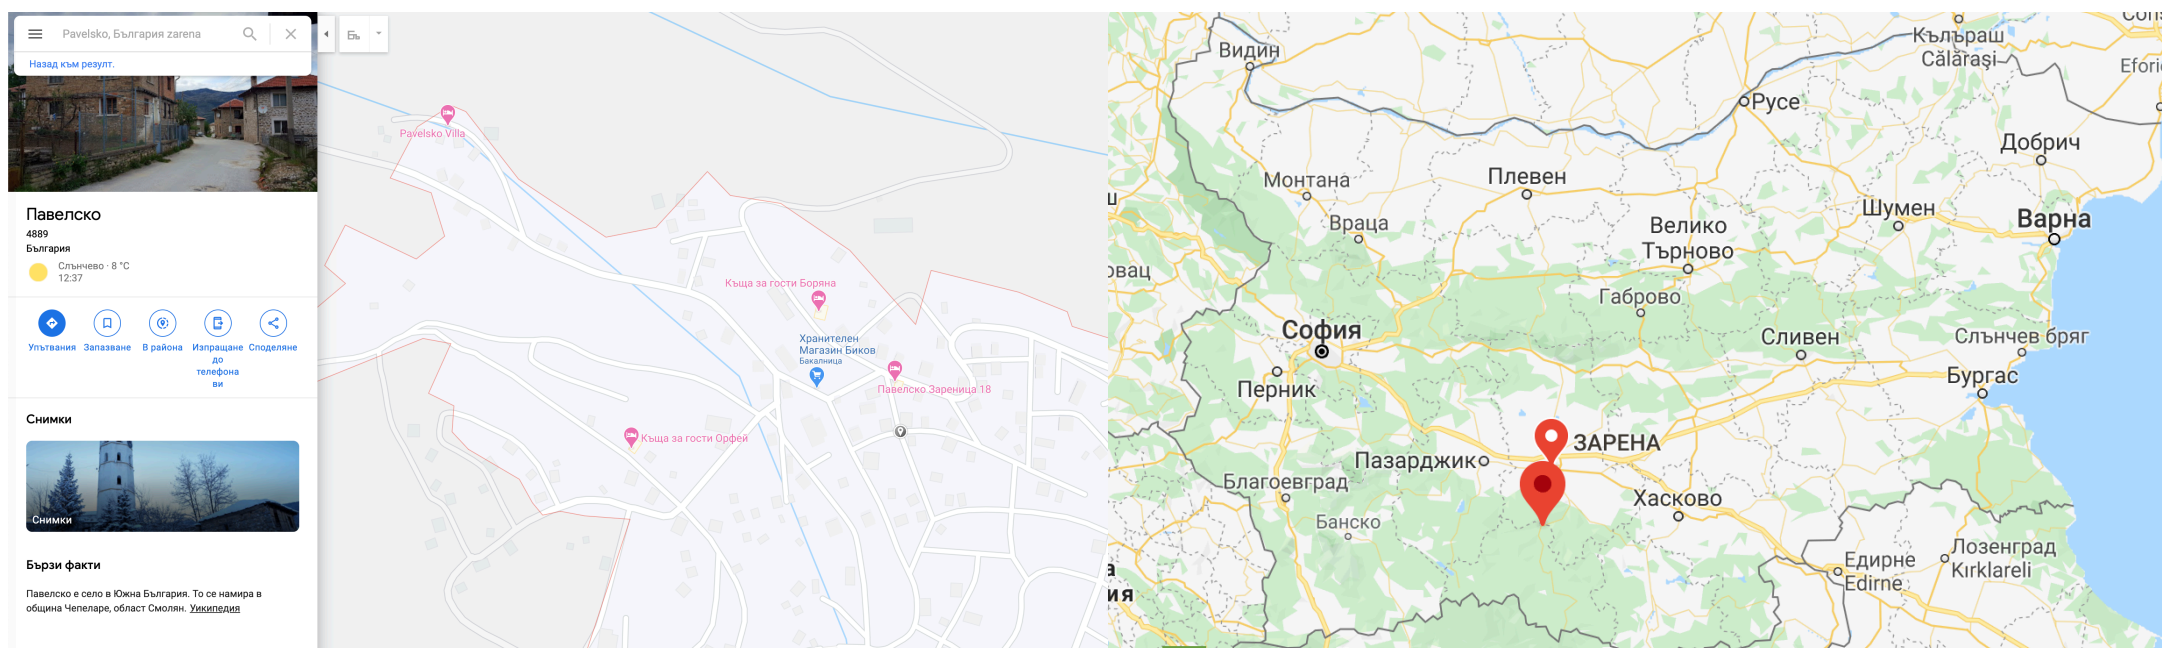 Pavelsko, България zarena
Назад към резулт.
Павелско
4889
България
Слънчево · 8 °C
12:37
Упътвания
Запазване
В района
Изпращане
до
телефона
ви
Споделяне
Снимки
Снимки
Бързи факти
Павелско е село в Южна България. То се намира в
община Чепеларе, област Смолян. Уикипедия
Pavelsko Villa
Къща за гости Боряна
Хранителен
Магазин Биков
Бакалница
Павелско Зареница 18
Къща за гости Орфей
Видин
Кълъраш
Călăraşi
Русе
Добрич
Монтана
Плевен
Враца
Велико
Търново
Шумен
Варна
Габрово
София
Сливен
Слънчев бряг
Перник
Бургас
ЗАРЕНА
Пазарджик
Благоевград
Хасково
Банско
Едирне
Edirne
Лозенград
Kırklareli